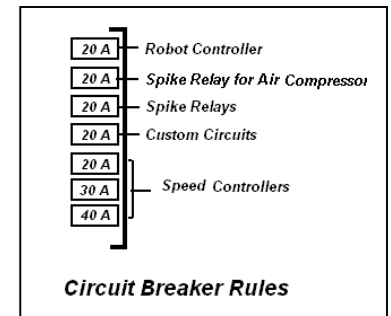 20 A Robot Controller
20 A Spike Relay for Air Compressor
20 A Spike Relays
20 A Custom Circuits
20 A
30 A Speed Controllers
40 A
Circuit Breaker Rules